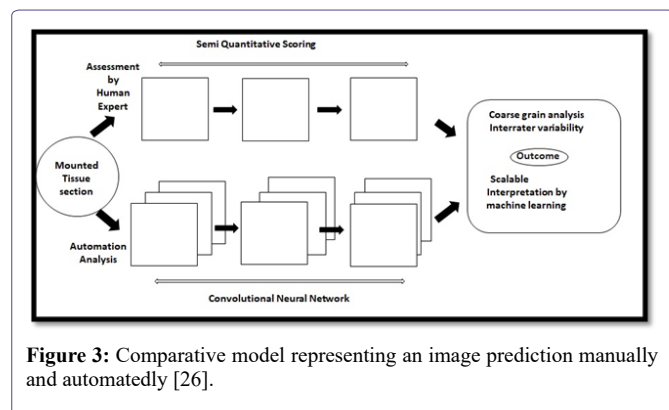 Semi Quantitative Scoring
Assessment
by
Human
Expert
Mounted
Tissue
section
Automation
Analysis
Convolutional Neural Network
Coarse grain analysis
Interrater variability
Outcome
Scalable
Interpretation by
machine learning
Figure 3: Comparative model representing an image prediction manually
and automatedly [26].